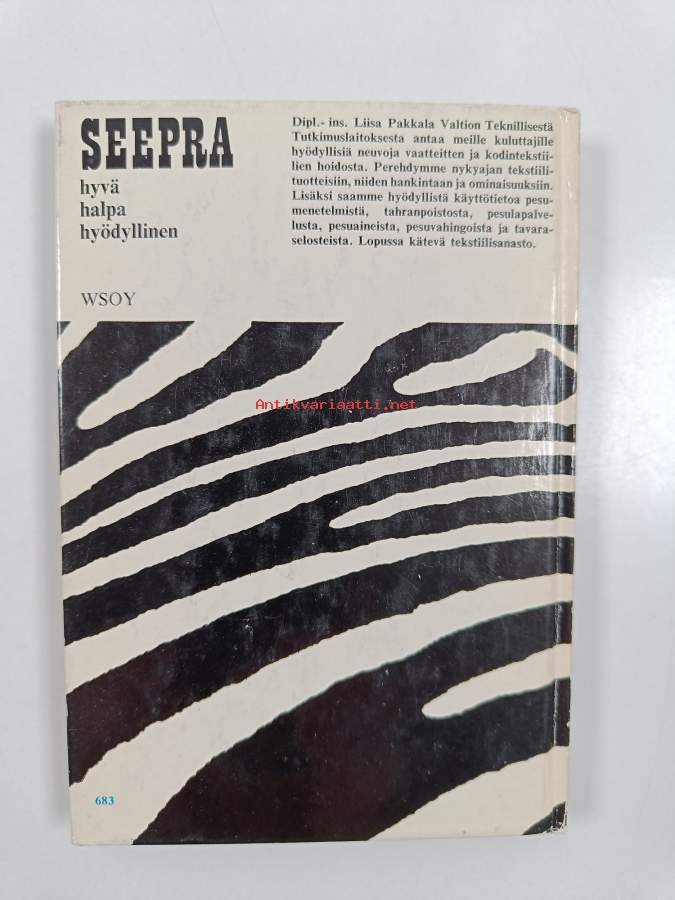 SEEPRA
hyvä
halpa
hyödyllinen
WSOY
Dipl.- ins. Liisa Pakkala Valtion Teknillisestä
Tutkimuslaitoksesta antaa meille kuluttajille
hyödyllisiä neuvoja vaatteitten ja kodintekstii-
lien hoidosta. Perehdymme nykyajan tekstiili-
tuotteisiin, niiden hankintaan ja ominaisuuksiin.
Lisäksi saamme hyödyllistä käyttötietoa pesu-
menetelmistä, tahranpoistosta, pesulapalve-
lusta, pesuaineista, pesuvahingoista ja tavara-
selosteista. Lopussa kätevä tekstiilisanasto.
Antikvariaatti.net
683